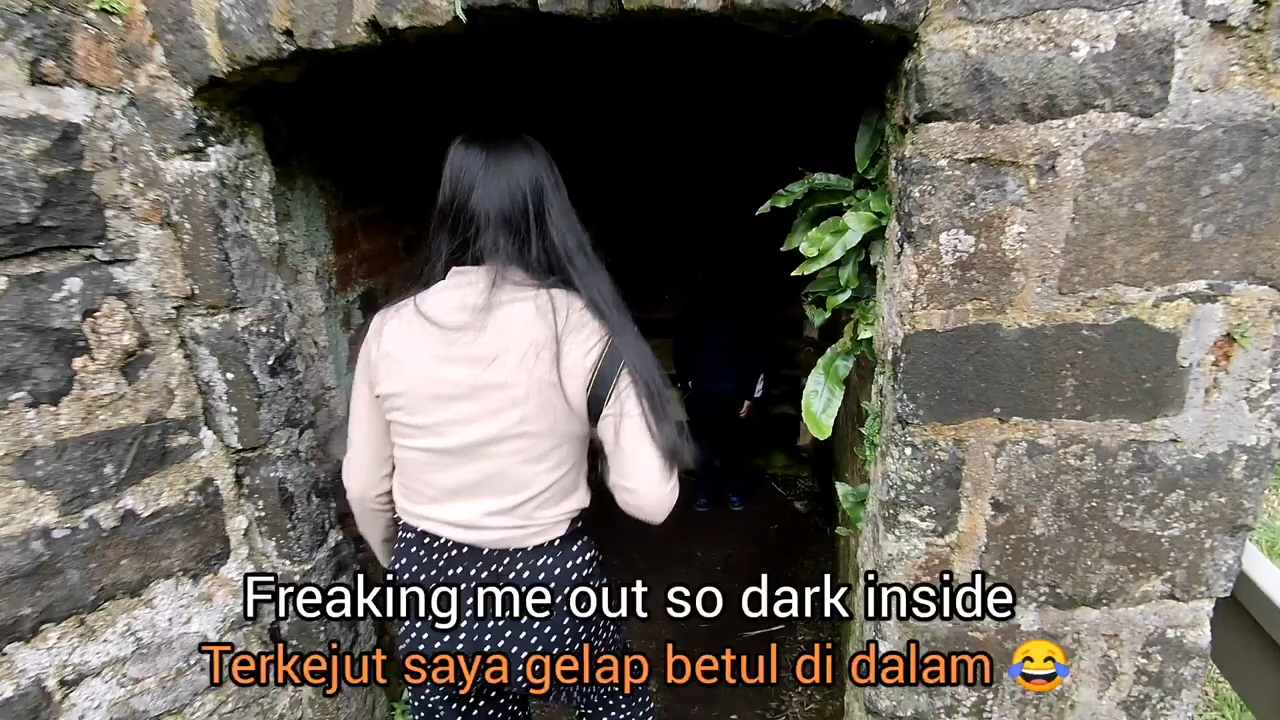 Freaking me out so dark inside
Terkejut saya gelap betul di dalam 😂